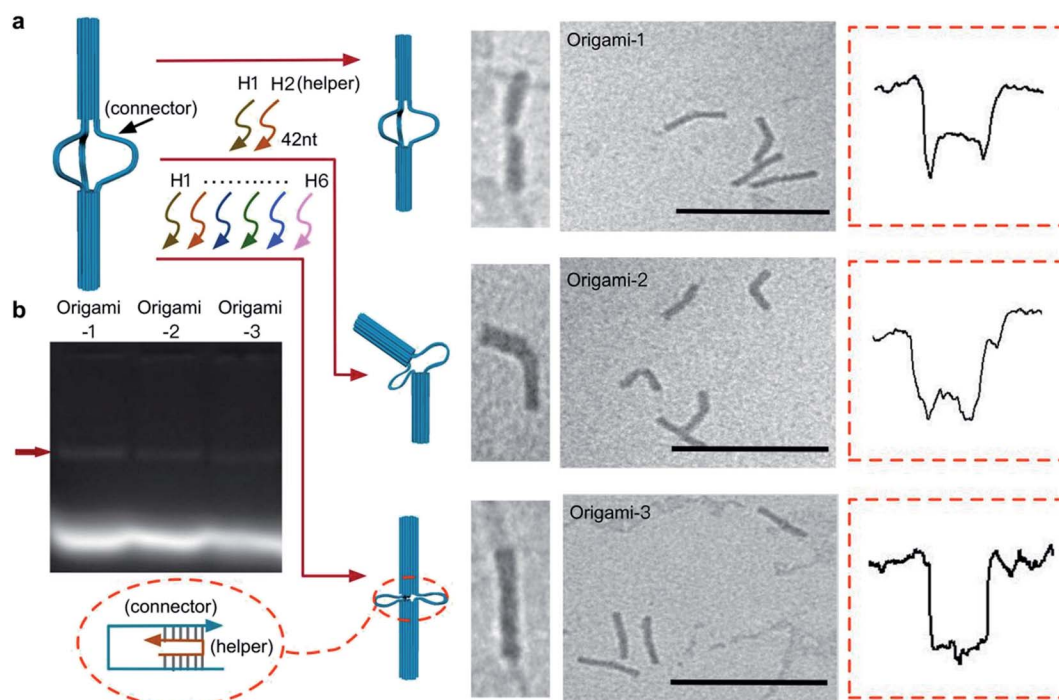 a
(connector)
H1 H2 (helper)
42nt
H1 ........... H6
Origami-1
b
Origami
-1
Origami
-2
Origami
-3
Origami-2
(connector)
(helper)
Origami-3